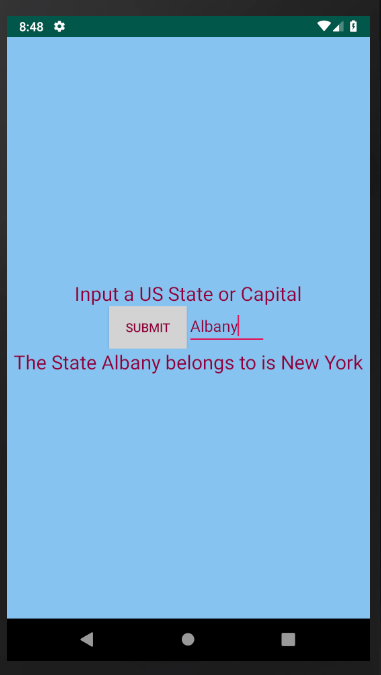 8:48
Input a US State or Capital
SUBMIT Albany
The State Albany belongs to is New York